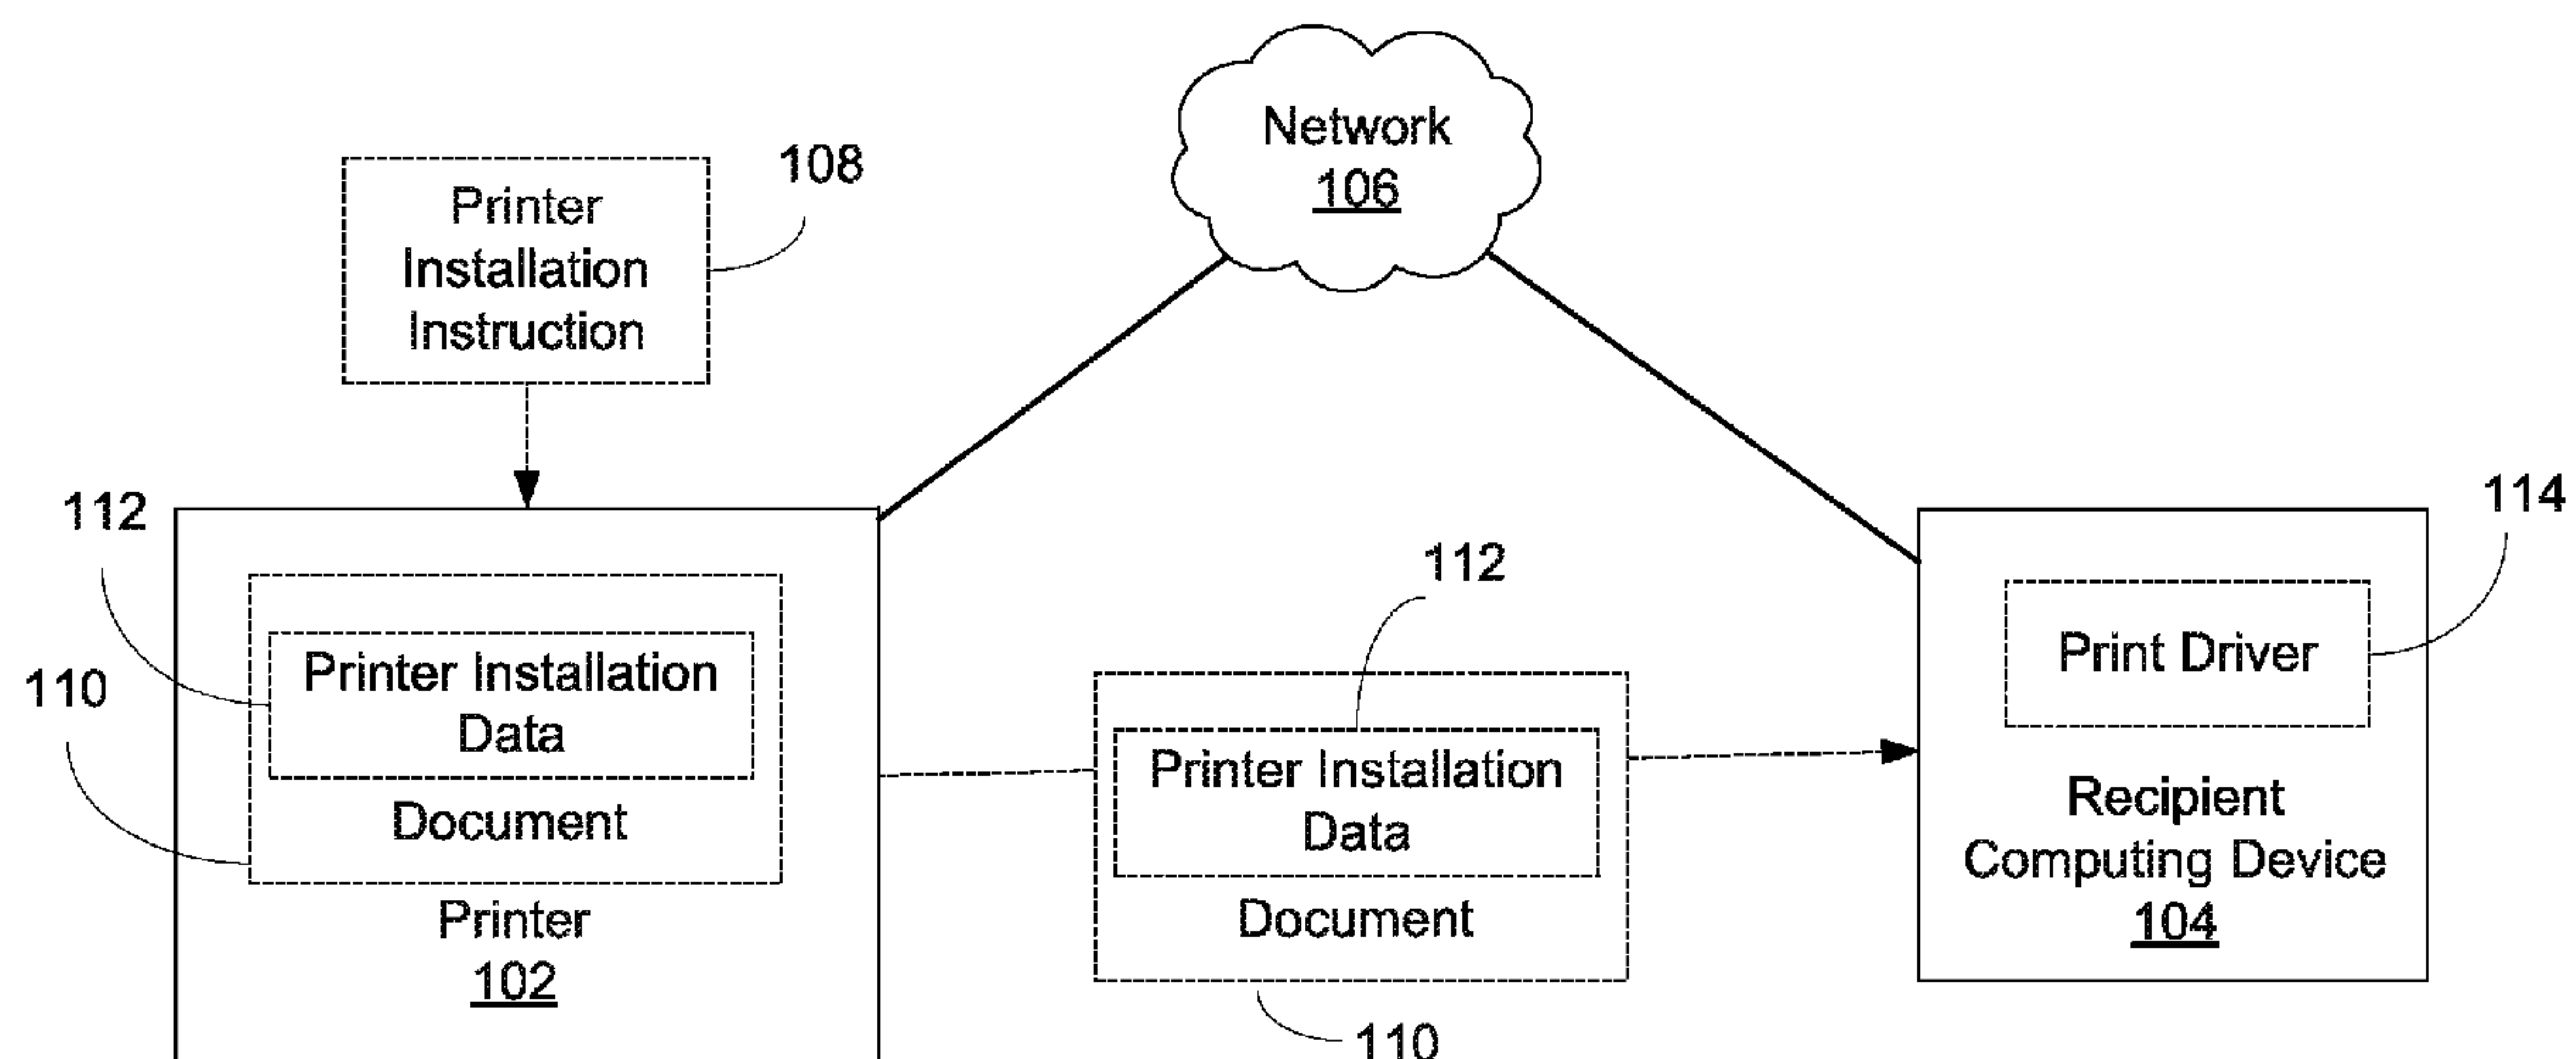 Network
106
108
Printer
Installation
Instruction
112
110
Printer Installation
Data
Document
Printer
102
112
Printer Installation
Data
Document
110
114
Print Driver
Recipient
Computing Device
104